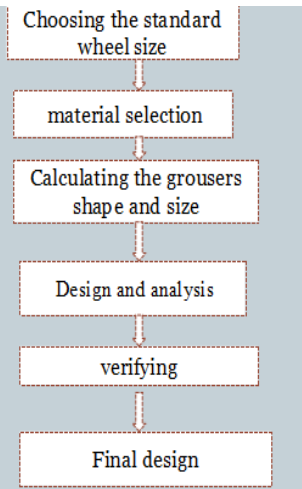 Choosing the standard
wheel size
material selection
Calculating the grousers
shape and size
Design and analysis
verifying
Final design